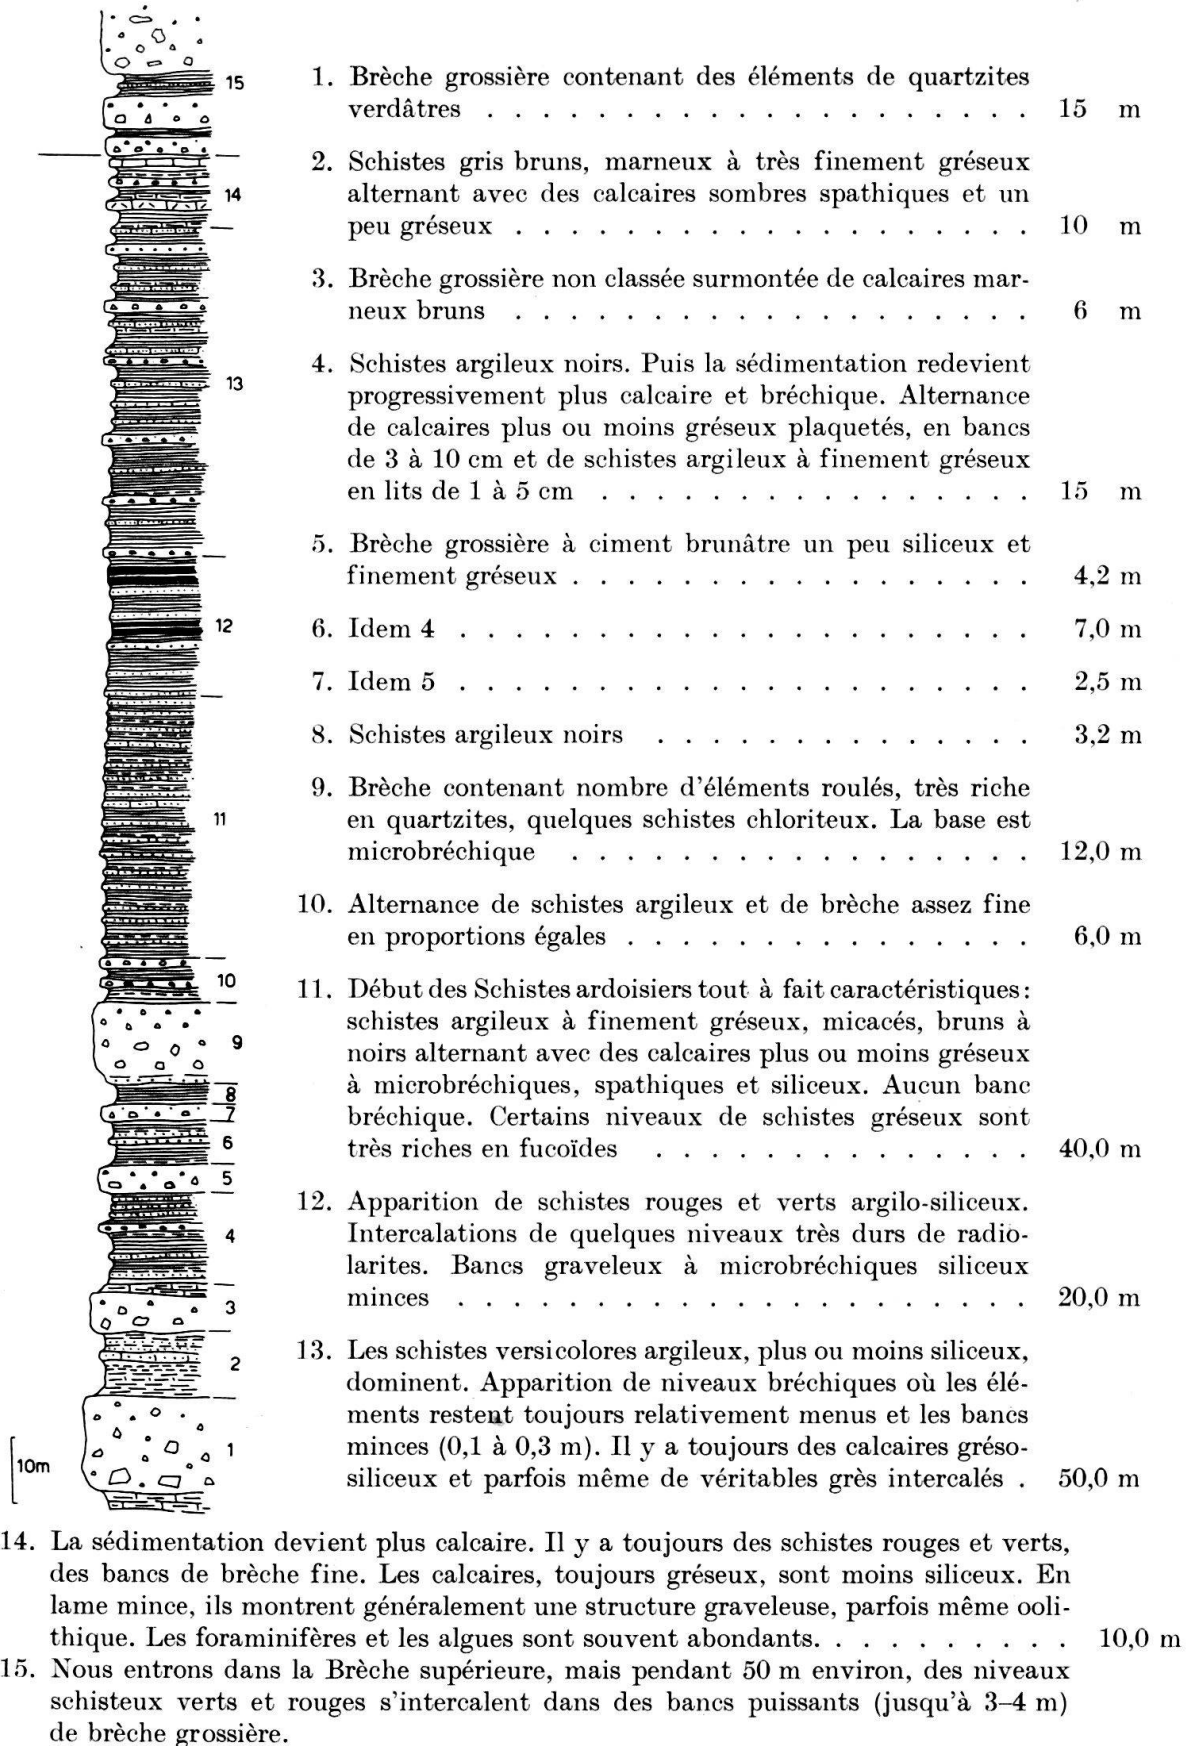 1. Brèche grossière contenant des éléments de quartzites
verdâtres . . . . . . . . . . . . . . . . . . . . 15 m
2. Schistes gris bruns, marneux à très finement gréseux
alternant avec des calcaires sombres spathiques et un
peu gréseux . . . . . . . . . . . . . . . . . . . 10 m
3. Brèche grossière non classée surmontée de calcaires mar-
neux bruns . . . . . . . . . . . . . . . . . . . 6 m
4. Schistes argileux noirs. Puis la sédimentation redevient
progressivement plus calcaire et bréchique. Alternance
de calcaires plus ou moins gréseux plaquetés, en bancs
de 3 à 10 cm et de schistes argileux à finement gréseux
en lits de 1 à 5 cm . . . . . . . . . . . . . . . . 15 m
5. Brèche grossière à ciment brunâtre un peu siliceux et
finement gréseux . . . . . . . . . . . . . . . . . 4,2 m
6. Idem 4 . . . . . . . . . . . . . . . . . . . . . 7,0 m
7. Idem 5 . . . . . . . . . . . . . . . . . . . . . 2,5 m
8. Schistes argileux noirs . . . . . . . . . . . . . . 3,2 m
9. Brèche contenant nombre d'éléments roulés, très riche
en quartzites, quelques schistes chloriteux. La base est
microbréchique . . . . . . . . . . . . . . . . . 12,0 m
10. Alternance de schistes argileux et de brèche assez fine
en proportions égales . . . . . . . . . . . . . . . 6,0 m
11. Début des Schistes ardoisiers tout à fait caractéristiques:
schistes argileux à finement gréseux, micacés, bruns à
noirs alternant avec des calcaires plus ou moins gréseux
à microbréchiques, spathiques et siliceux. Aucun banc
bréchique. Certains niveaux de schistes gréseux sont
très riches en fucoïdes . . . . . . . . . . . . . . 40,0 m
12. Apparition de schistes rouges et verts argilo-siliceux.
Intercalations de quelques niveaux très durs de radio-
larites. Bancs graveleux à microbréchiques siliceux
minces . . . . . . . . . . . . . . . . . . . . . 20,0 m
13. Les schistes versicolores argileux, plus ou moins siliceux,
dominent. Apparition de niveaux bréchiques où les élé-
ments restent toujours relativement menus et les bancs
minces (0,1 à 0,3 m). Il y a toujours des calcaires gréso-
siliceux et parfois même de véritables grès intercalés . 50,0 m
14. La sédimentation devient plus calcaire. Il y a toujours des schistes rouges et verts,
des bancs de brèche fine. Les calcaires, toujours gréseux, sont moins siliceux. En
lame mince, ils montrent généralement une structure graveleuse, parfois même ooli-
thique. Les foraminifères et les algues sont souvent abondants. . . . . . . . . . 10,0 m
15. Nous entrons dans la Brèche supérieure, mais pendant 50 m environ, des niveaux
schisteux verts et rouges s'intercalent dans des bancs puissants (jusqu'à 3–4 m)
de brèche grossière.
15
14
13
12
11
10
9
8
7
6
5
4
3
2
1
10m